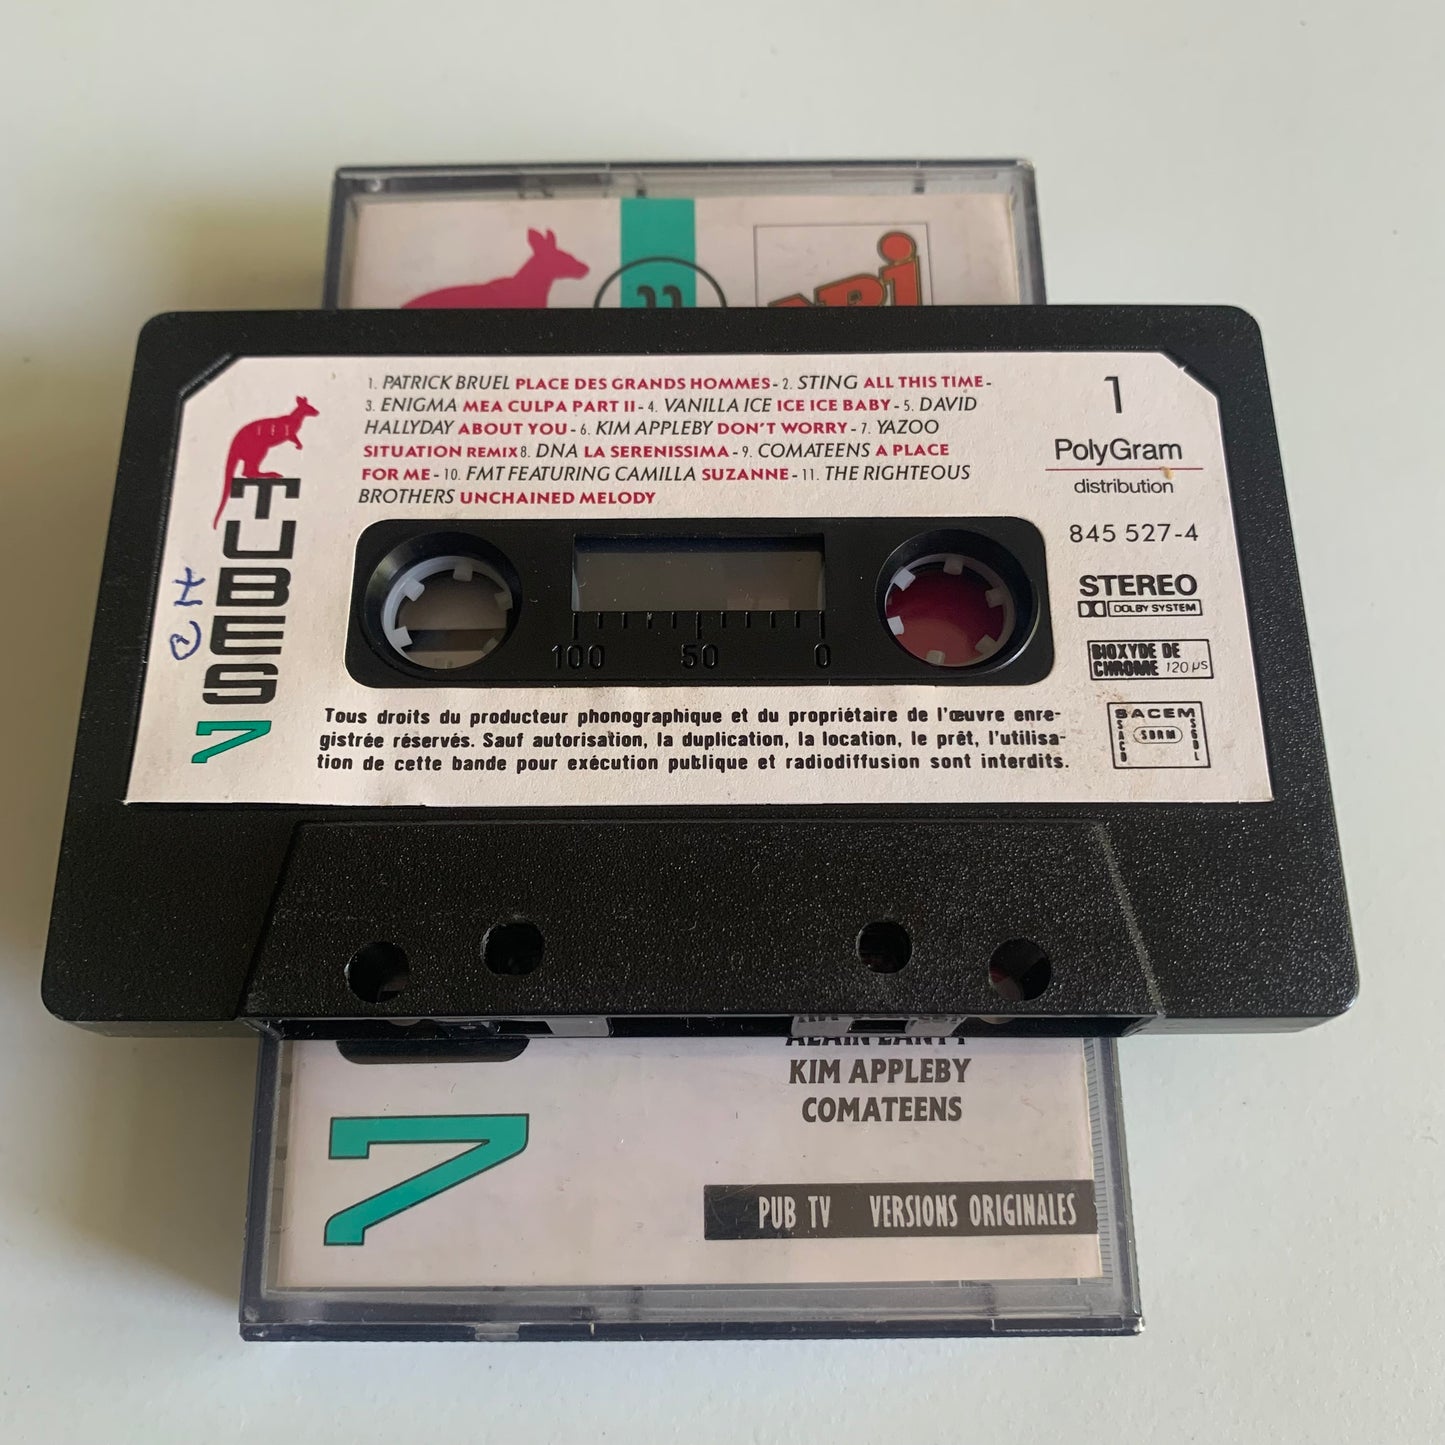 11
NRJ
1. PATRICK BRUEL PLACE DES GRANDS HOMMES - 2. STING ALL THIS TIME -
3. ENIGMA MEA CULPA PART II - 4. VANILLA ICE ICE ICE BABY - 5. DAVID
HALLYDAY ABOUT YOU - 6. KIM APPLEBY DON'T WORRY - 7. YAZOO
SITUATION REMIX 8. DNA LA SERENISSIMA - 9. COMATEENS A PLACE
FOR ME - 10. FMT FEATURING CAMILLA SUZANNE - 11. THE RIGHTEOUS
BROTHERS UNCHAINED MELODY
1
PolyGram
distribution
845 527-4
STEREO
DOLBY SYSTEM
BIOXYDE DE
CHROME 120 µs
SACEM
SACD
SDRM
SGDL
TUBES
7
100 50 0
Tous droits du producteur phonographique et du propriétaire de l'œuvre enre-
gistrée réservés. Sauf autorisation, la duplication, la location, le prêt, l'utilisa-
tion de cette bande pour exécution publique et radiodiffusion sont interdits.
KIM APPLEBY
COMATEENS
7
PUB TV VERSIONS ORIGINALES